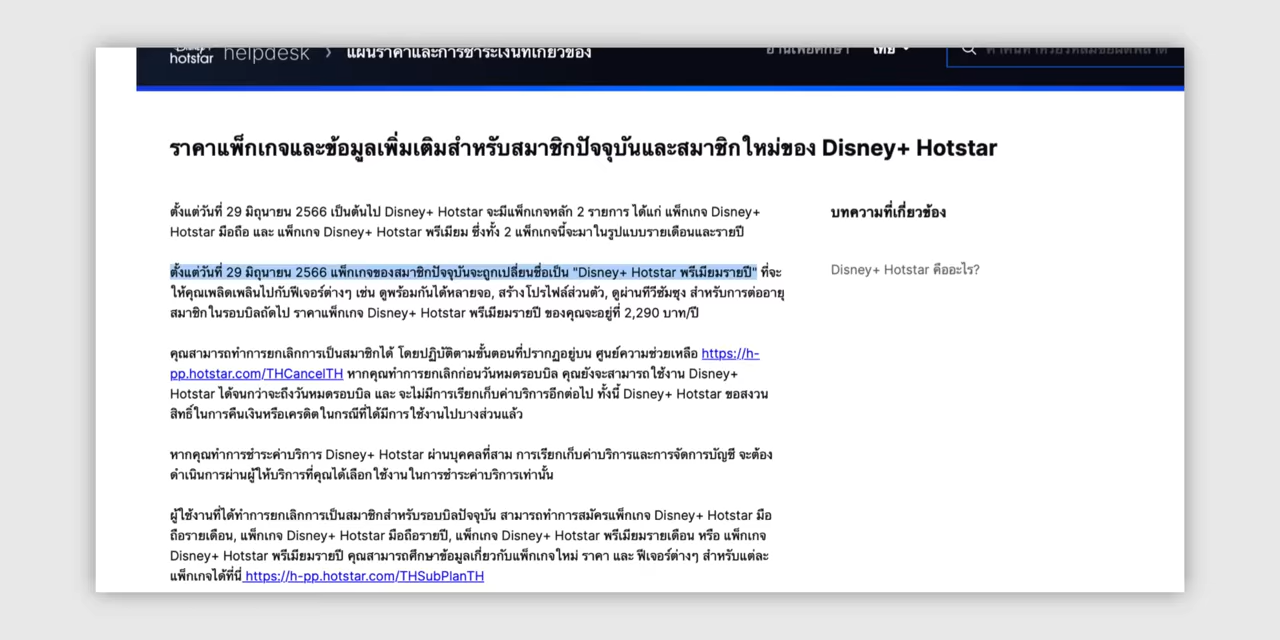 hotstar helpdesk › แผนราคาและการชำระเงินที่เกี่ยวข้อง ไทย
ราคาแพ็กเกจและข้อมูลเพิ่มเติมสำหรับสมาชิกปัจจุบันและสมาชิกใหม่ของ Disney+ Hotstar
ตั้งแต่วันที่ 29 มิถุนายน 2566 เป็นต้นไป Disney+ Hotstar จะมีแพ็กเกจหลัก 2 รายการ ได้แก่ แพ็กเกจ Disney+
Hotstar มือถือ และ แพ็กเกจ Disney+ Hotstar พรีเมียม ซึ่งทั้ง 2 แพ็กเกจนี้จะมาในรูปแบบรายเดือนและรายปี
ตั้งแต่วันที่ 29 มิถุนายน 2566 แพ็กเกจของสมาชิกปัจจุบันจะถูกเปลี่ยนชื่อเป็น "Disney+ Hotstar พรีเมียมรายปี" ที่จะ
ให้คุณเพลิดเพลินไปกับฟีเจอร์ต่างๆ เช่น ดูพร้อมกันได้หลายจอ, สร้างโปรไฟล์ส่วนตัว, ดูผ่านทีวีซัมซุง สำหรับการต่ออายุ
สมาชิกในรอบบิลถัดไป ราคาแพ็กเกจ Disney+ Hotstar พรีเมียมรายปี ของคุณจะอยู่ที่ 2,290 บาท/ปี
คุณสามารถทำการยกเลิกการเป็นสมาชิกได้ โดยปฏิบัติตามขั้นตอนที่ปรากฏอยู่บน ศูนย์ความช่วยเหลือ https://h-
pp.hotstar.com/THCancelTH หากคุณทำการยกเลิกก่อนวันหมดรอบบิล คุณยังจะสามารถใช้งาน Disney+
Hotstar ได้จนกว่าจะถึงวันหมดรอบบิล และ จะไม่มีการเรียกเก็บค่าบริการอีกต่อไป ทั้งนี้ Disney+ Hotstar ขอสงวน
สิทธิ์ในการคืนเงินหรือเครดิตในกรณีที่ได้มีการใช้งานไปบางส่วนแล้ว
หากคุณทำการชำระค่าบริการ Disney+ Hotstar ผ่านบุคคลที่สาม การเรียกเก็บค่าบริการและการจัดการบัญชี จะต้อง
ดำเนินการผ่านผู้ให้บริการที่คุณได้เลือกใช้งานในการชำระค่าบริการเท่านั้น
ผู้ใช้งานที่ได้ทำการยกเลิกการเป็นสมาชิกสำหรับรอบบิลปัจจุบัน สามารถทำการสมัครแพ็กเกจ Disney+ Hotstar มือ
ถือรายเดือน, แพ็กเกจ Disney+ Hotstar มือถือรายปี, แพ็กเกจ Disney+ Hotstar พรีเมียมรายเดือน หรือ แพ็กเกจ
Disney+ Hotstar พรีเมียมรายปี คุณสามารถศึกษาข้อมูลเกี่ยวกับแพ็กเกจใหม่ ราคา และ ฟีเจอร์ต่างๆ สำหรับแต่ละ
แพ็กเกจได้ที่นี่ https://h-pp.hotstar.com/THSubPlanTH
บทความที่เกี่ยวข้อง
Disney+ Hotstar คืออะไร?